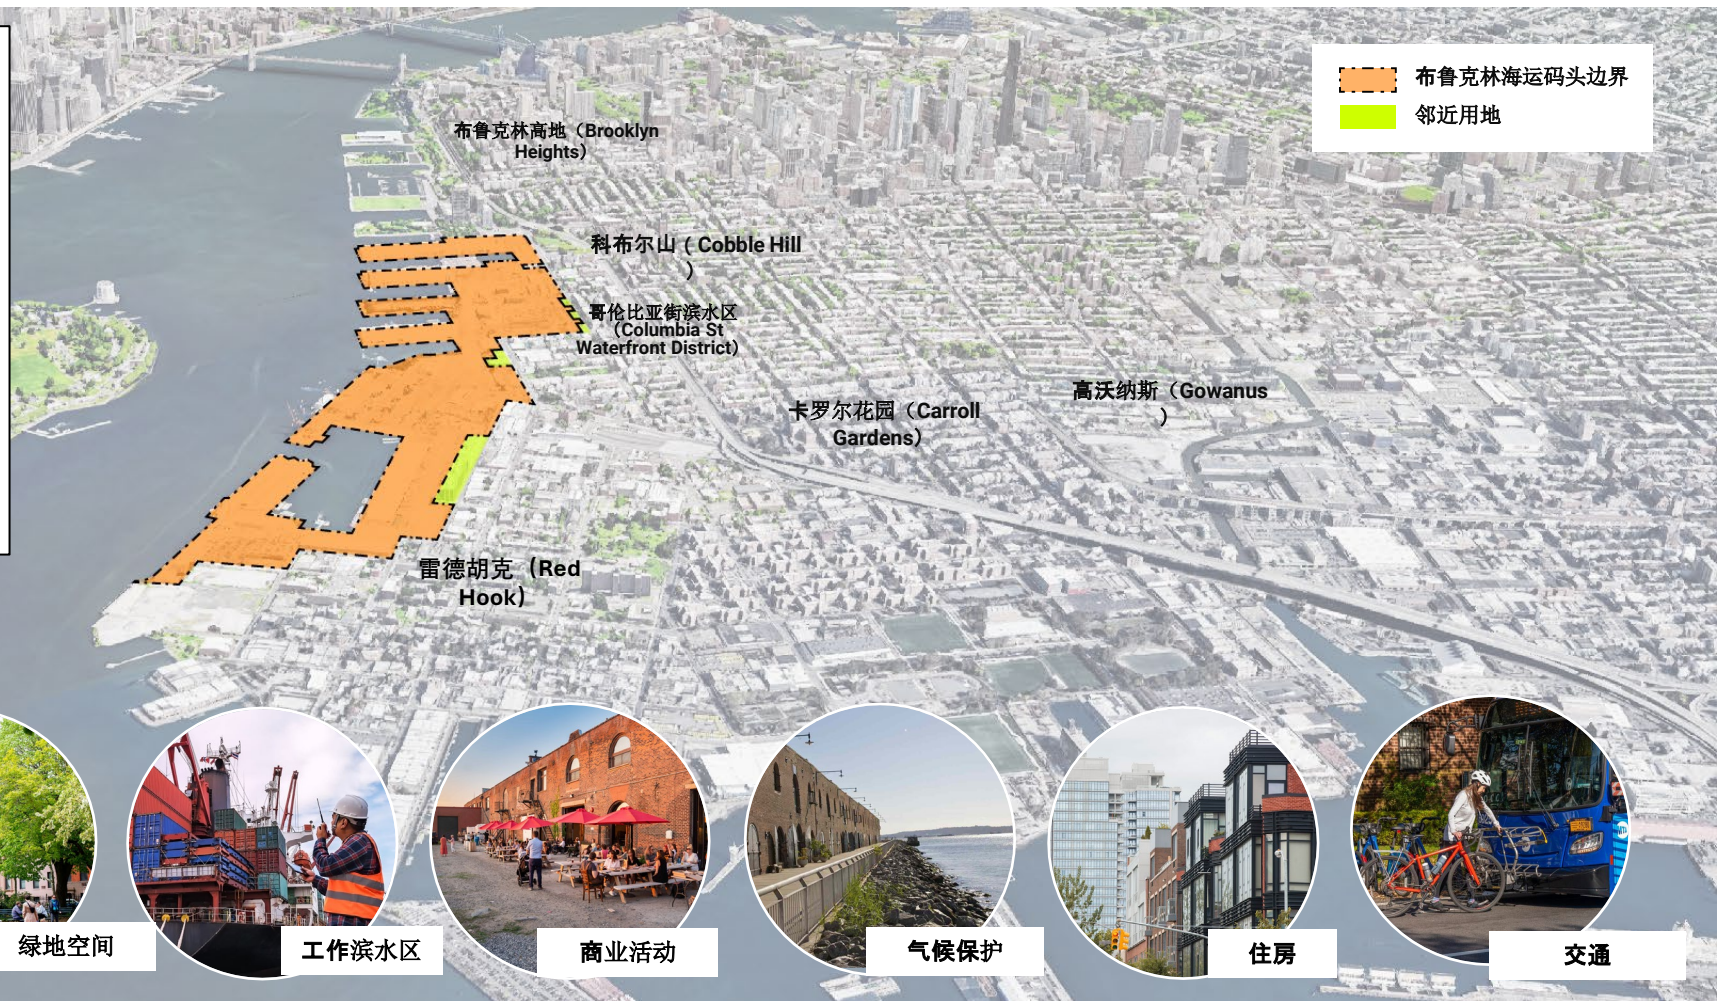 布鲁克林海运码头边界
邻近用地
布鲁克林高地（Brooklyn
Heights）
科布尔山 ( Cobble Hill
)
哥伦比亚街滨水区
（Columbia St
Waterfront District）
卡罗尔花园（Carroll
Gardens）
高沃纳斯（Gowanus
）
雷德胡克（Red
Hook）
绿地空间
工作滨水区
商业活动
气候保护
住房
交通